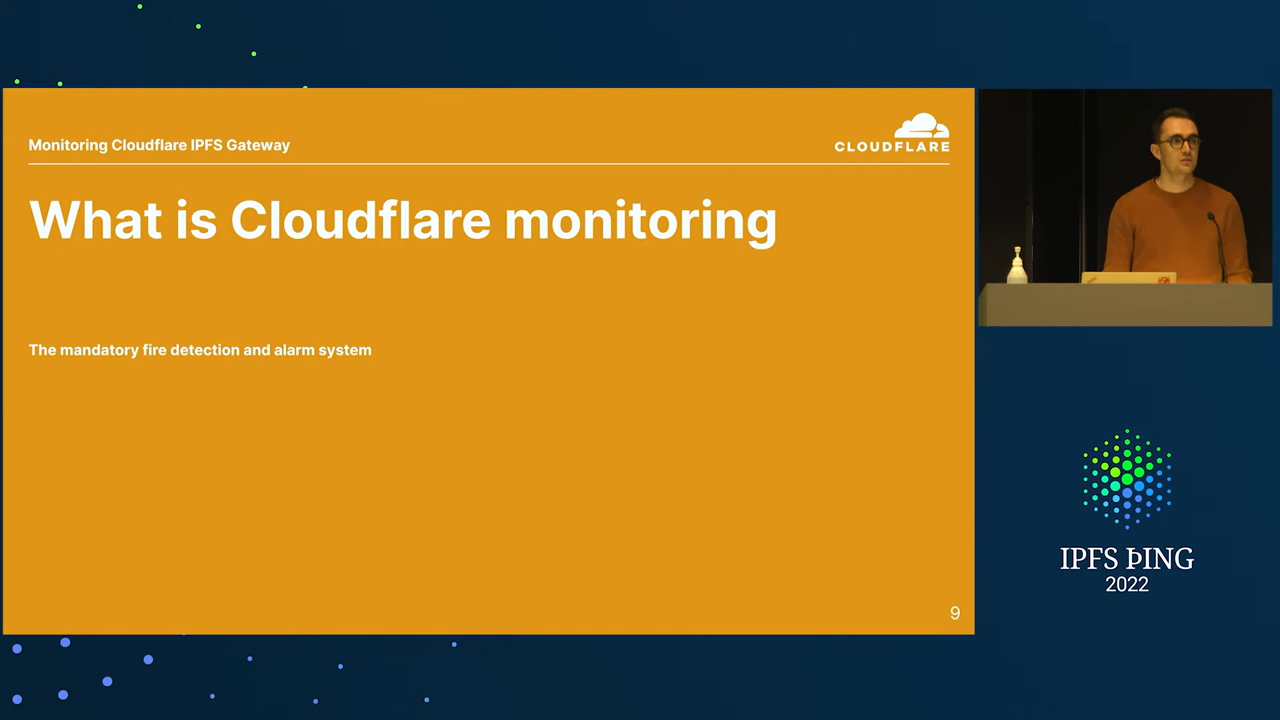 Monitoring Cloudflare IPFS Gateway
CLOUDFLARE
What is Cloudflare monitoring
The mandatory fire detection and alarm system
9
IPFS ÞING
2022